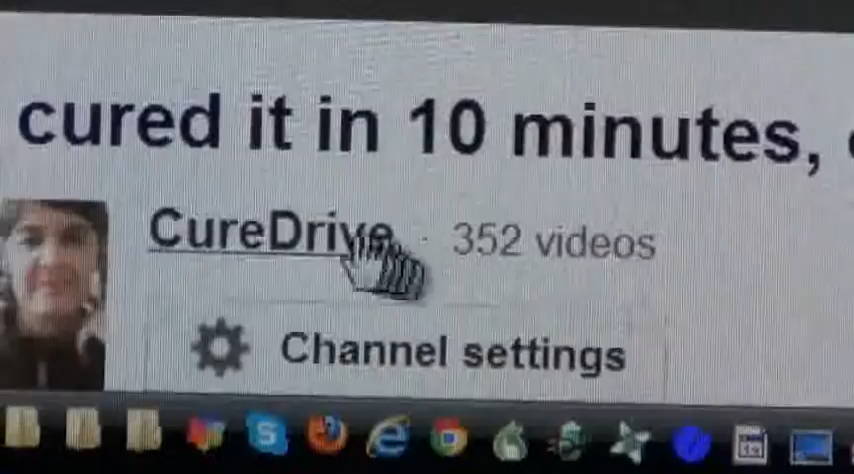 cured it in 10 minutes,
CureDrive · 352 videos
Channel settings